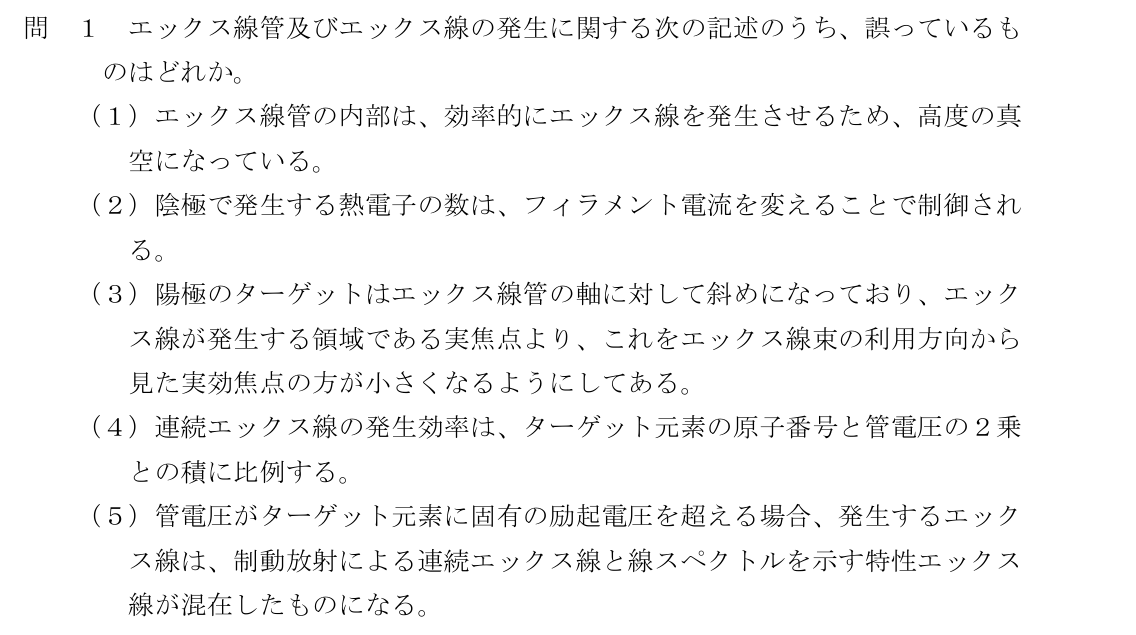 問　１　エックス線管及びエックス線の発生に関する次の記述のうち、誤っているも
のはどれか。
（１）エックス線管の内部は、効率的にエックス線を発生させるため、高度の真
空になっている。
（２）陰極で発生する熱電子の数は、フィラメント電流を変えることで制御され
る。
（３）陽極のターゲットはエックス線管の軸に対して斜めになっており、エック
ス線が発生する領域である実焦点より、これをエックス線束の利用方向から
見た実効焦点の方が小さくなるようにしてある。
（４）連続エックス線の発生効率は、ターゲット元素の原子番号と管電圧の２乗
との積に比例する。
（５）管電圧がターゲット元素に固有の励起電圧を超える場合、発生するエック
ス線は、制動放射による連続エックス線と線スペクトルを示す特性エックス
線が混在したものになる。